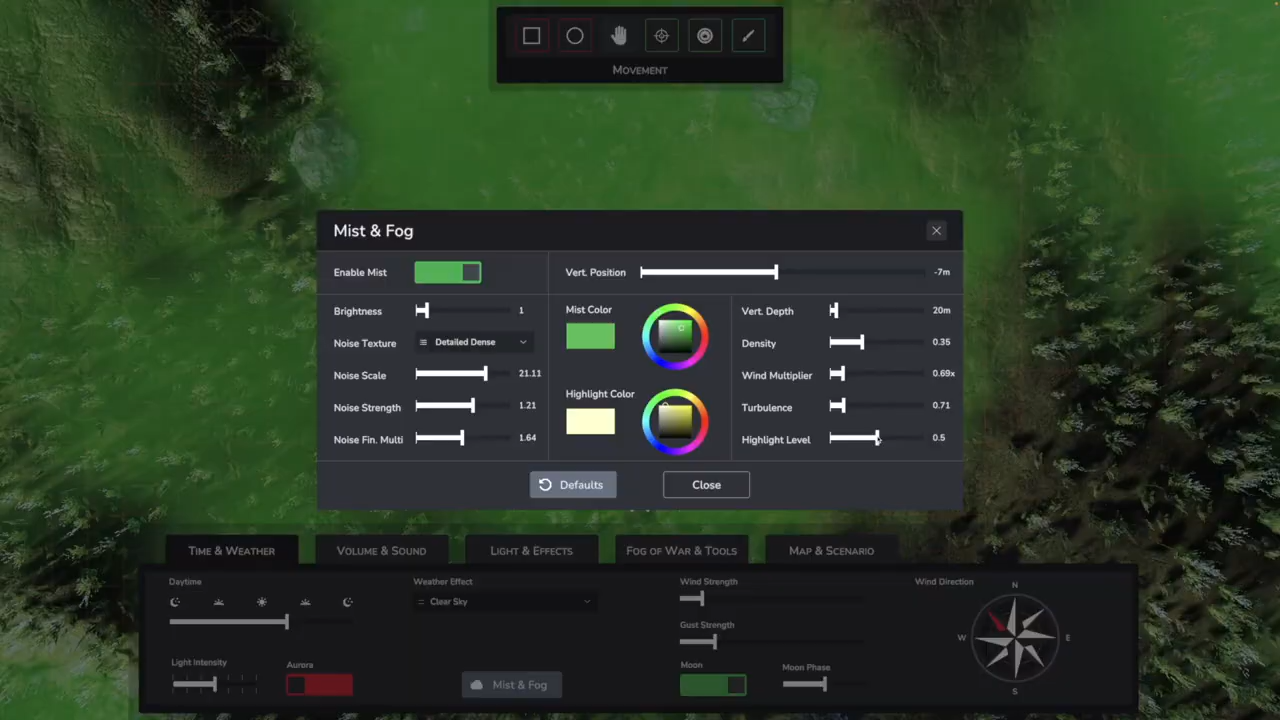 MOVEMENT
Mist & Fog
Enable Mist
Vert. Position
-7m
Brightness
1
Mist Color
Vert. Depth
20m
Noise Texture
Detailed Dense
Density
0.35
Noise Scale
21.11
Wind Multiplier
0.69x
Highlight Color
Noise Strength
1.21
Turbulence
0.71
Noise Fin. Multi
1.64
Highlight Level
0.5
Defaults
Close
TIME & WEATHER
VOLUME & SOUND
LIGHT & EFFECTS
FOG OF WAR & TOOLS
MAP & SCENARIO
Daytime
Weather Effect
Wind Strength
Wind Direction
Clear Sky
N
W
E
S
Gust Strength
Light Intensity
Aurora
Mist & Fog
Moon
Moon Phase